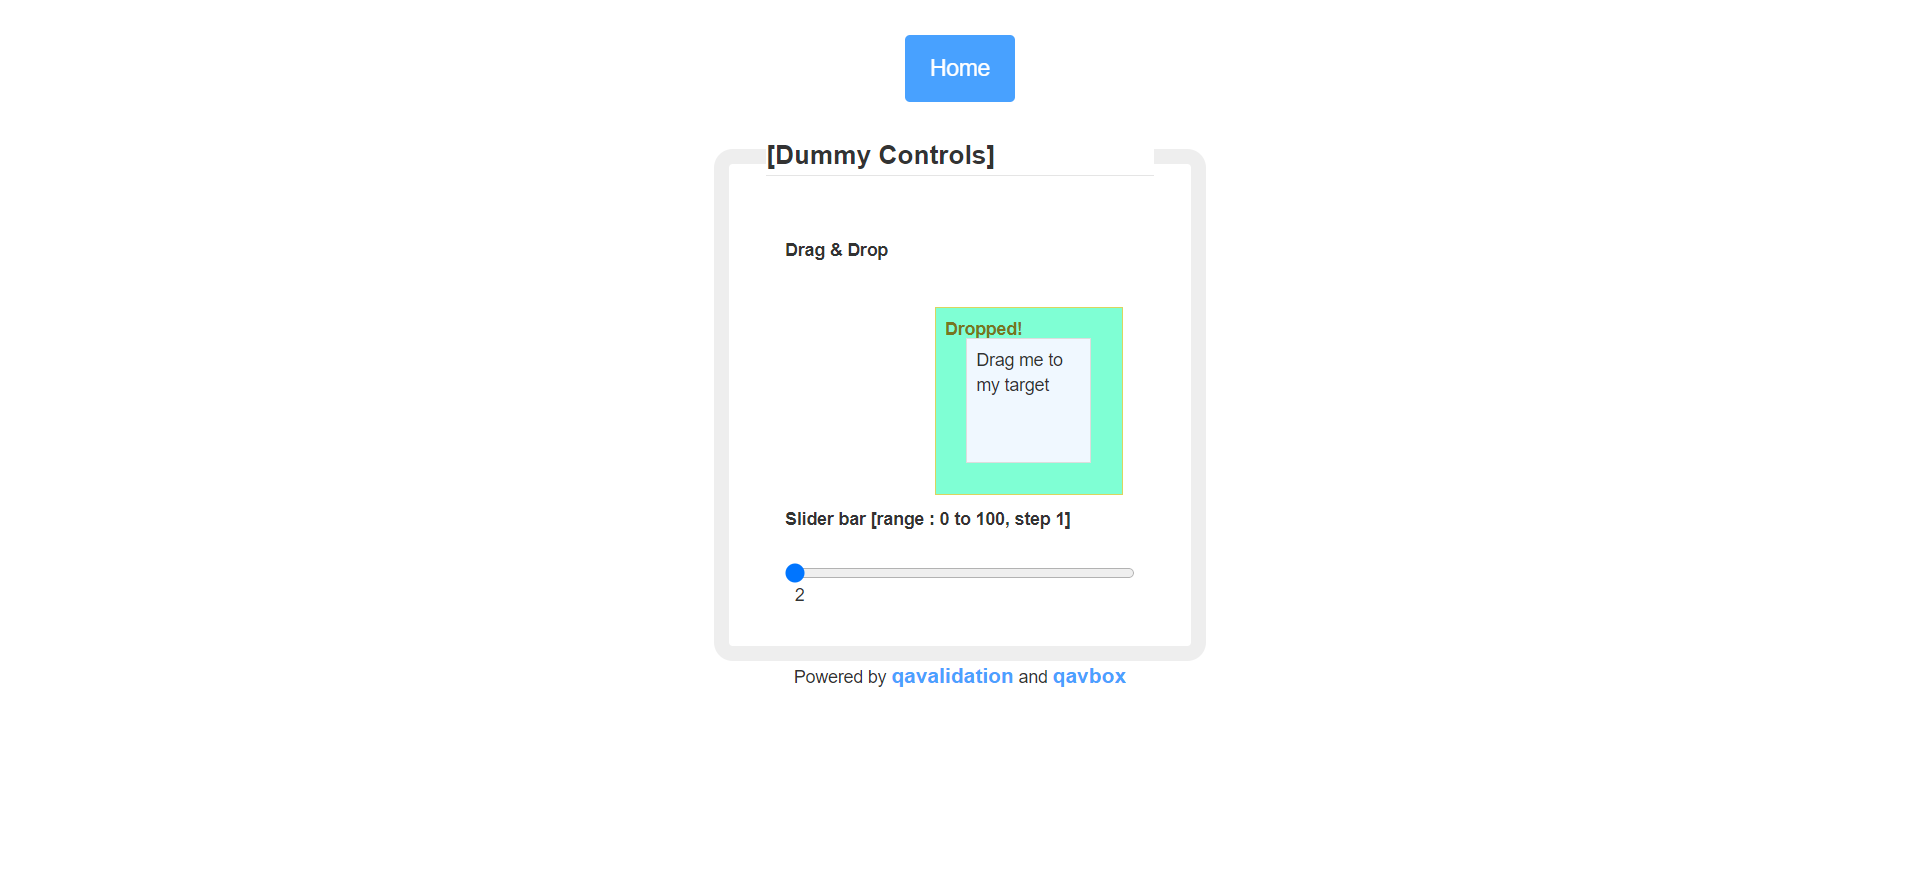 Home
[Dummy Controls]
Drag & Drop
Dropped!
Drag me to
my target
Slider bar [range : 0 to 100, step 1]
2
Powered by qavalidation and qavbox